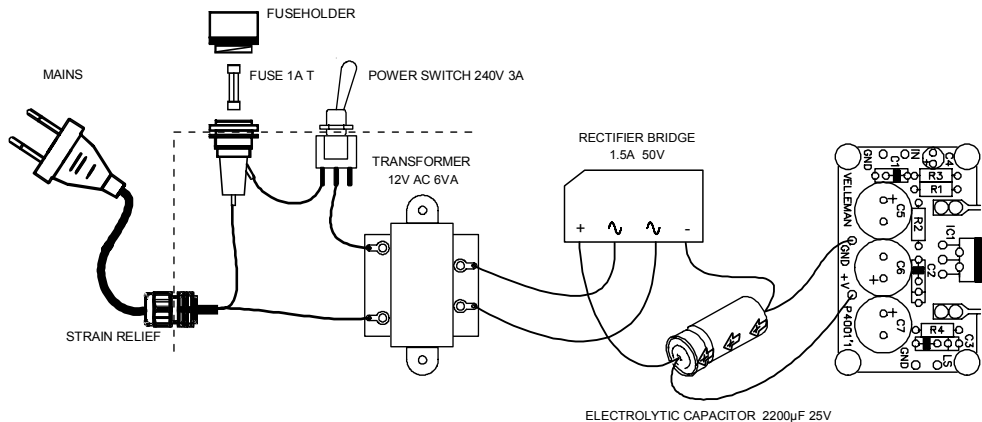 FUSEHOLDER
MAINS
FUSE 1A T
POWER SWITCH 240V 3A
TRANSFORMER
12V AC 6VA
RECTIFIER BRIDGE
1.5A 50V
+ ∿ ∿ -
STRAIN RELIEF
ELECTROLYTIC CAPACITOR 2200µF 25V
GND
C1
IN
C4
R3
R1
VELLEMAN
+
C5
R2
IC1
GND
+V
C6
+
C2
P4001'1
+
C7
R4
C3
GND
LS